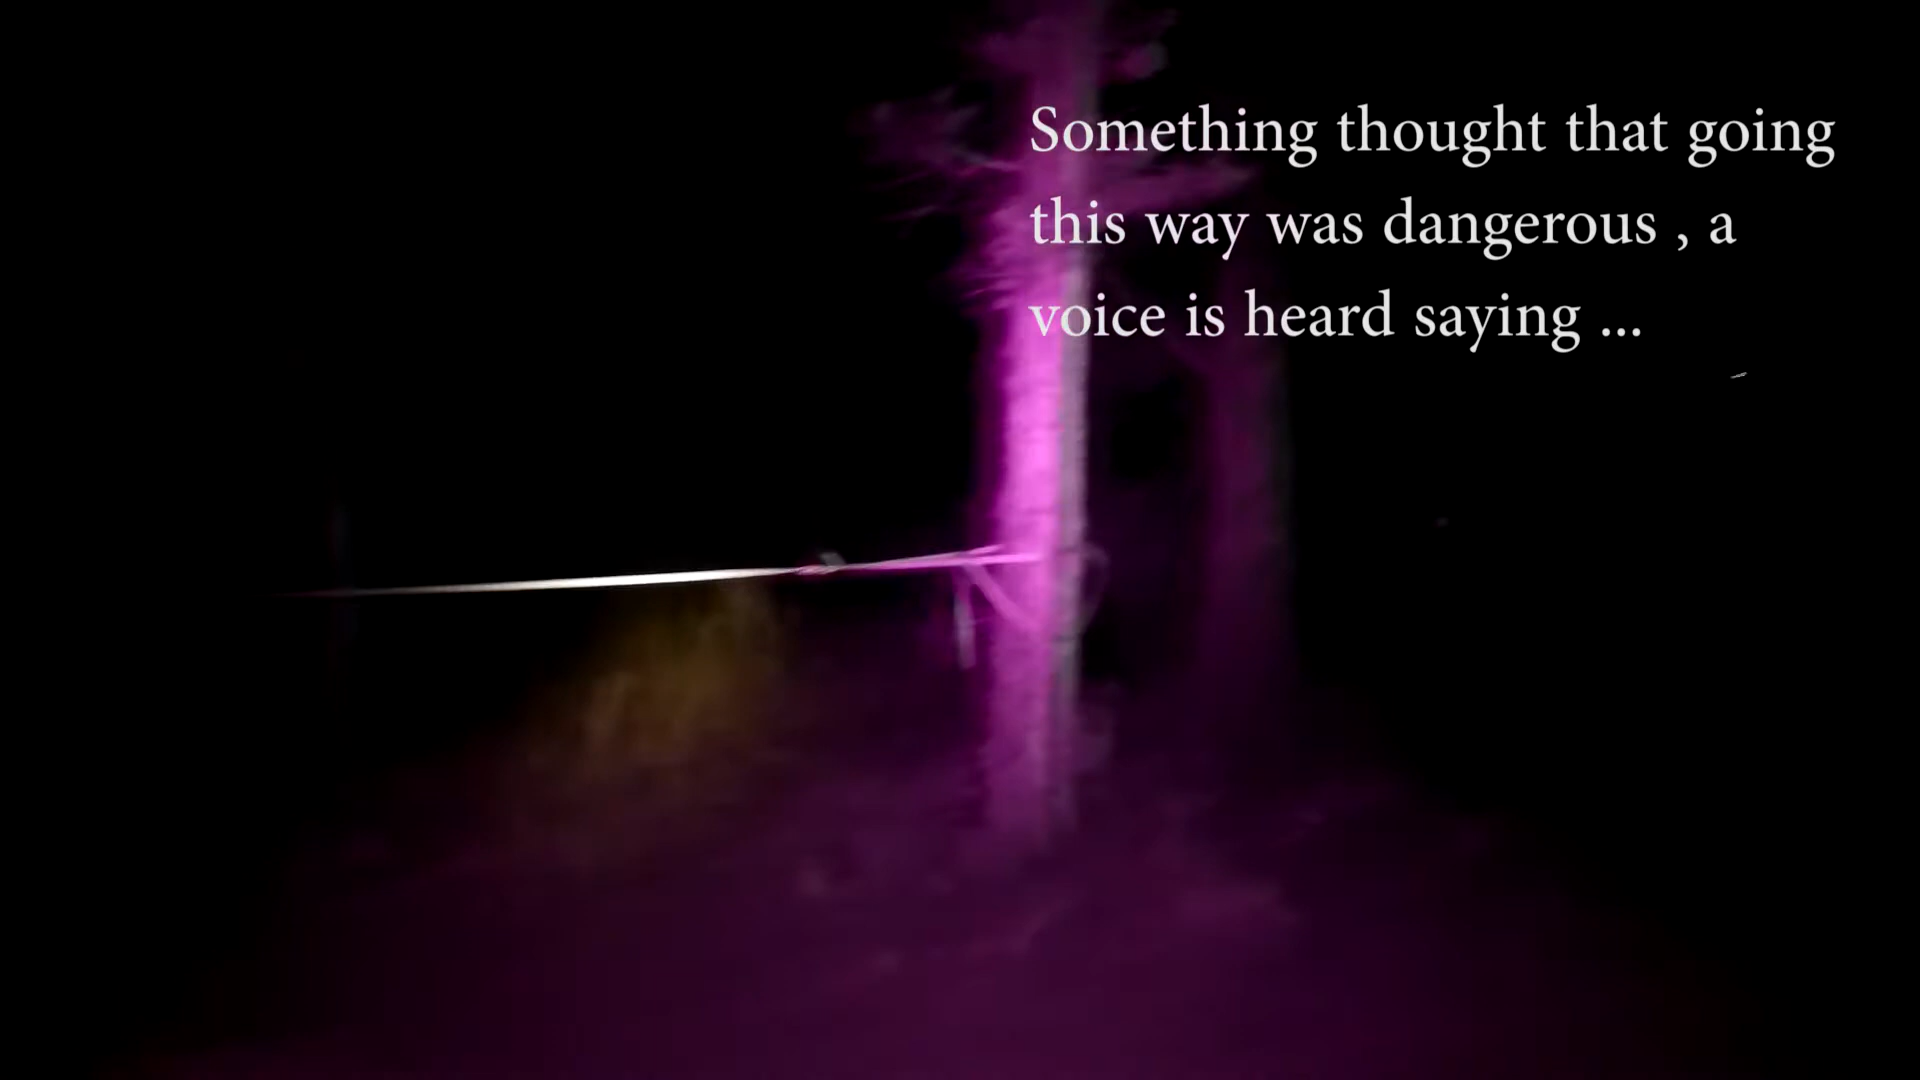 Something thought that going
this way was dangerous , a
voice is heard saying ...